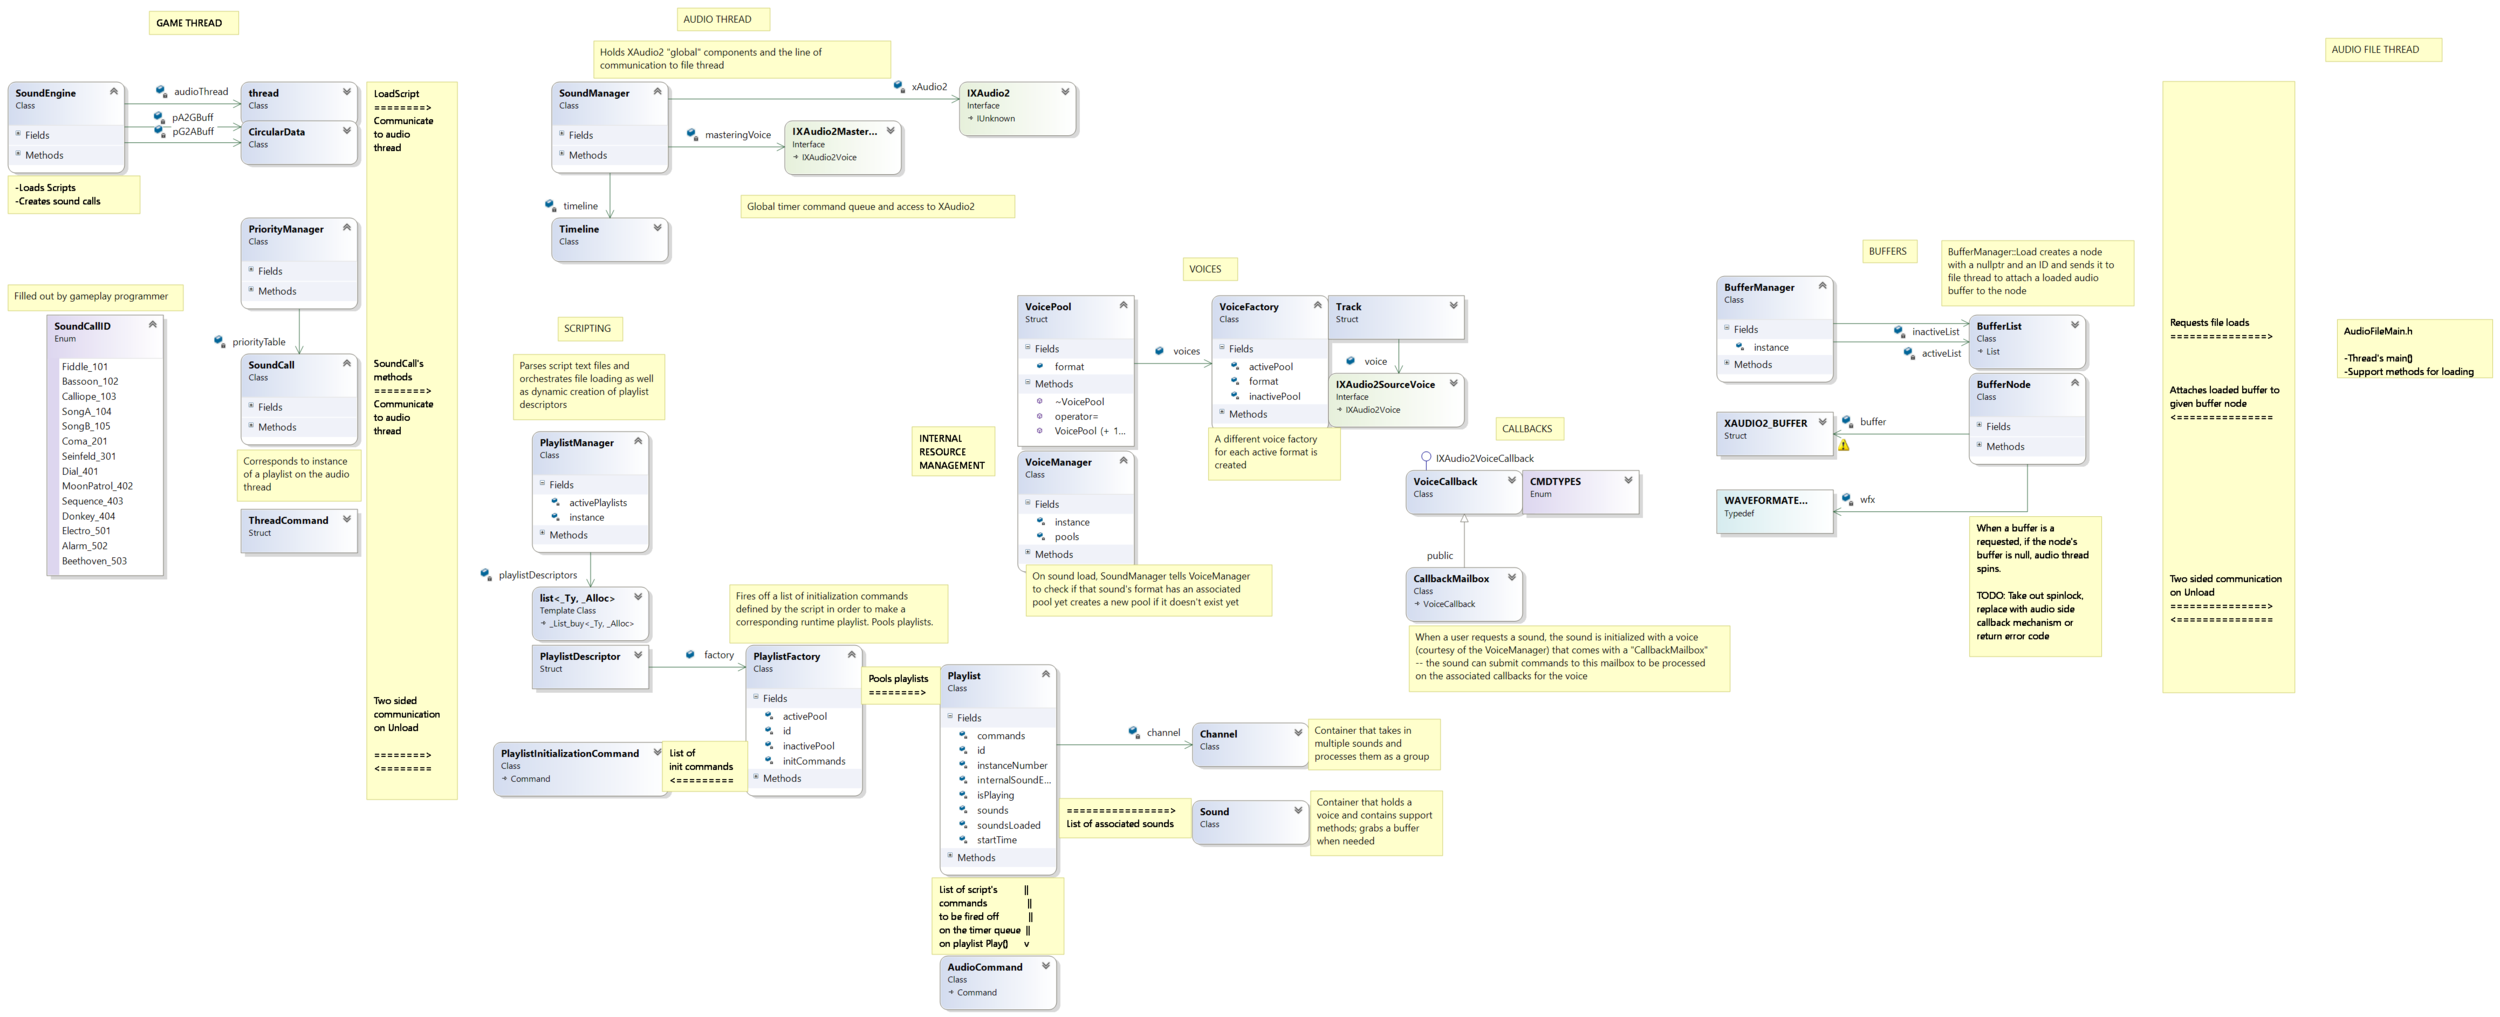 GAME THREAD
SoundEngine
Class
Fields
Methods
audioThread
pA2GBuff
pG2ABuff
thread
Class
CircularData
Class
-Loads Scripts
-Creates sound calls
LoadScript
========>
Communicate
to audio
thread
PriorityManager
Class
Fields
Methods
priorityTable
Filled out by gameplay programmer
SoundCallID
Enum
Fiddle_101
Bassoon_102
Calliope_103
SongA_104
SongB_105
Coma_201
Seinfeld_301
Dial_401
MoonPatrol_402
Sequence_403
Donkey_404
Electro_501
Alarm_502
Beethoven_503
SoundCall
Class
Fields
Methods
Corresponds to instance
of a playlist on the audio
thread
ThreadCommand
Struct
SoundCall's
methods
========>
Communicate
to audio
thread
Two sided
communication
on Unload
========>
<========
AUDIO THREAD
Holds XAudio2 "global" components and the line of
communication to file thread
SoundManager
Class
Fields
Methods
xAudio2
IXAudio2
Interface
IUnknown
masteringVoice
IXAudio2Master...
Interface
IXAudio2Voice
Global timer command queue and access to XAudio2
timeline
Timeline
Class
SCRIPTING
Parses script text files and
orchestrates file loading as well
as dynamic creation of playlist
descriptors
PlaylistManager
Class
Fields
activePlaylists
instance
Methods
playlistDescriptors
list<_Ty, _Alloc>
Template Class
_List_buy<_Ty, _Alloc>
PlaylistDescriptor
Struct
factory
Fires off a list of initialization commands
defined by the script in order to make a
corresponding runtime playlist. Pools playlists.
PlaylistFactory
Class
Fields
activePool
id
inactivePool
initCommands
Methods
PlaylistInitializationCommand
Class
Command
List of
init commands
<=========
Pools playlists
========>
Playlist
Class
Fields
commands
id
instanceNumber
internalSoundE...
isPlaying
sounds
soundsLoaded
startTime
Methods
channel
Channel
Class
Container that takes in
multiple sounds and
processes them as a group
================>
List of associated sounds
Sound
Class
Container that holds a
voice and contains support
methods; grabs a buffer
when needed
List of script's ||
commands ||
to be fired off ||
on the timer queue ||
on playlist Play() v
AudioCommand
Class
Command
INTERNAL
RESOURCE
MANAGEMENT
VOICES
VoicePool
Struct
Fields
format
Methods
~VoicePool
operator=
VoicePool (+ 1...
voices
VoiceFactory
Class
Fields
activePool
format
inactivePool
Methods
Track
Struct
voice
IXAudio2SourceVoice
Interface
IXAudio2Voice
A different voice factory
for each active format is
created
VoiceManager
Class
Fields
instance
pools
Methods
On sound load, SoundManager tells VoiceManager
to check if that sound's format has an associated
pool yet creates a new pool if it doesn't exist yet
CALLBACKS
IXAudio2VoiceCallback
VoiceCallback
Class
CMDTYPES
Enum
public
CallbackMailbox
Class
VoiceCallback
When a user requests a sound, the sound is initialized with a voice
(courtesy of the VoiceManager) that comes with a "CallbackMailbox"
-- the sound can submit commands to this mailbox to be processed
on the associated callbacks for the voice
BUFFERS
BufferManager::Load creates a node
with a nullptr and an ID and sends it to
file thread to attach a loaded audio
buffer to the node
BufferManager
Class
Fields
instance
Methods
inactiveList
activeList
BufferList
Class
List
BufferNode
Class
Fields
Methods
buffer
XAUDIO2_BUFFER
Struct
wfx
WAVEFORMATE...
Typedef
When a buffer is a
requested, if the node's
buffer is null, audio thread
spins.
TODO: Take out spinlock,
replace with audio side
callback mechanism or
return error code
Requests file loads
===============>
Attaches loaded buffer to
given buffer node
<===============
Two sided communication
on Unload
===============>
<===============
AUDIO FILE THREAD
AudioFileMain.h
-Thread's main()
-Support methods for loading